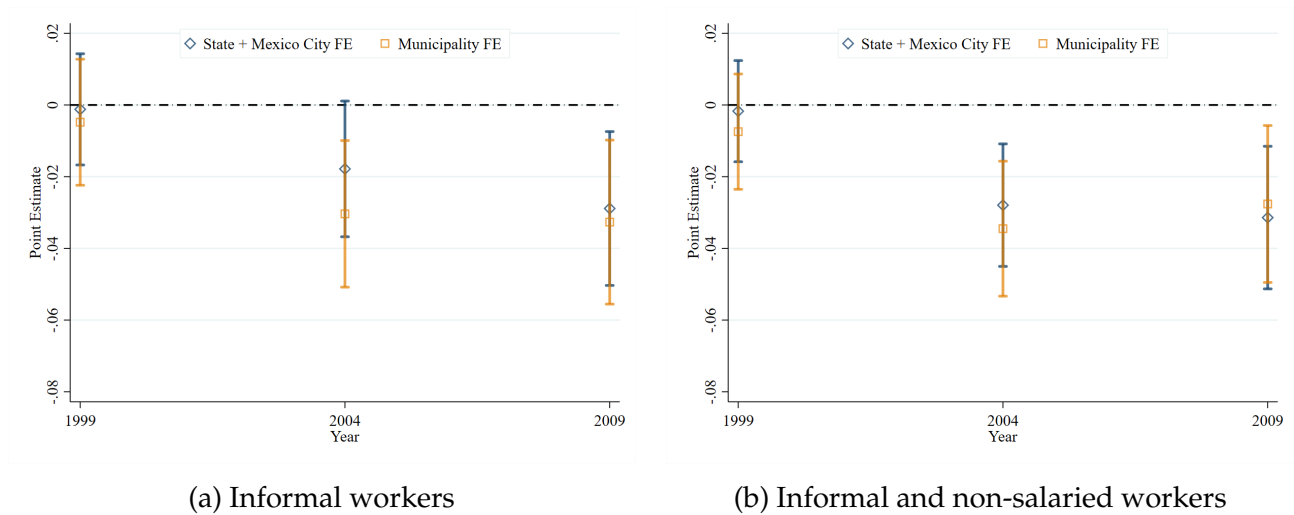 State + Mexico City FE Municipality FE
Point Estimate
.02
0
-.02
-.04
-.06
-.08
1999 2004 2009
Year
(a) Informal workers
State + Mexico City FE Municipality FE
Point Estimate
.02
0
-.02
-.04
-.06
-.08
1999 2004 2009
Year
(b) Informal and non-salaried workers